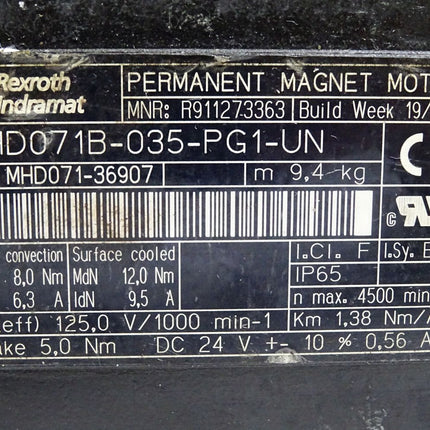 Rexroth
Indramat
PERMANENT MAGNET MOT
MNR: R911273363 Build Week 19/
HD071B-035-PG1-UN
MHD071-36907 m 9,4 kg
convection Surface cooled I.Cl. F I.Sy. E
8,0 Nm MdN 12,0 Nm IP65
6,3 A IdN 9,5 A n max. 4500 min
eff) 125,0 V/1000 min-1 Km 1,38 Nm/A
ake 5,0 Nm DC 24 V +- 10 % 0,56 A